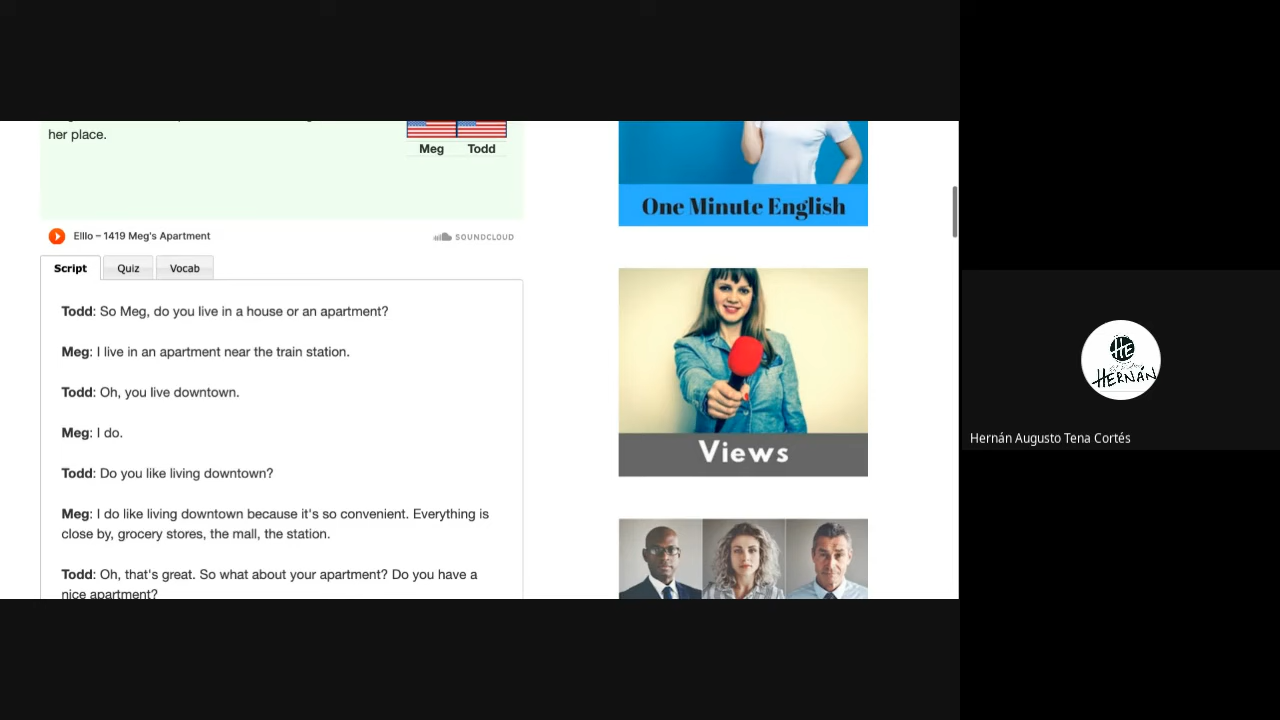 her place.
Meg Todd
Elllo – 1419 Meg's Apartment
SOUNDCLOUD
Script Quiz Vocab
Todd: So Meg, do you live in a house or an apartment?
Meg: I live in an apartment near the train station.
Todd: Oh, you live downtown.
Meg: I do.
Todd: Do you like living downtown?
Meg: I do like living downtown because it's so convenient. Everything is
close by, grocery stores, the mall, the station.
Todd: Oh, that's great. So what about your apartment? Do you have a
nice apartment?
One Minute English
Views
HE
HERNÁN
Hernán Augusto Tena Cortés